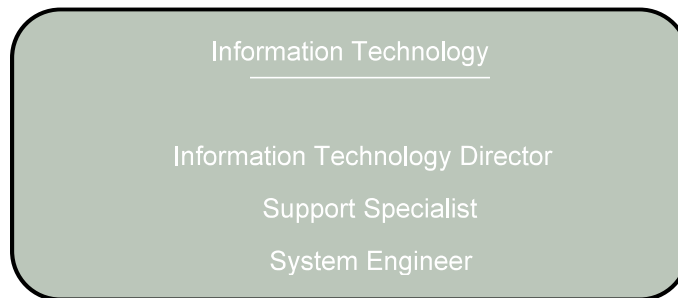 Information Technology
Information Technology Director
Support Specialist
System Engineer